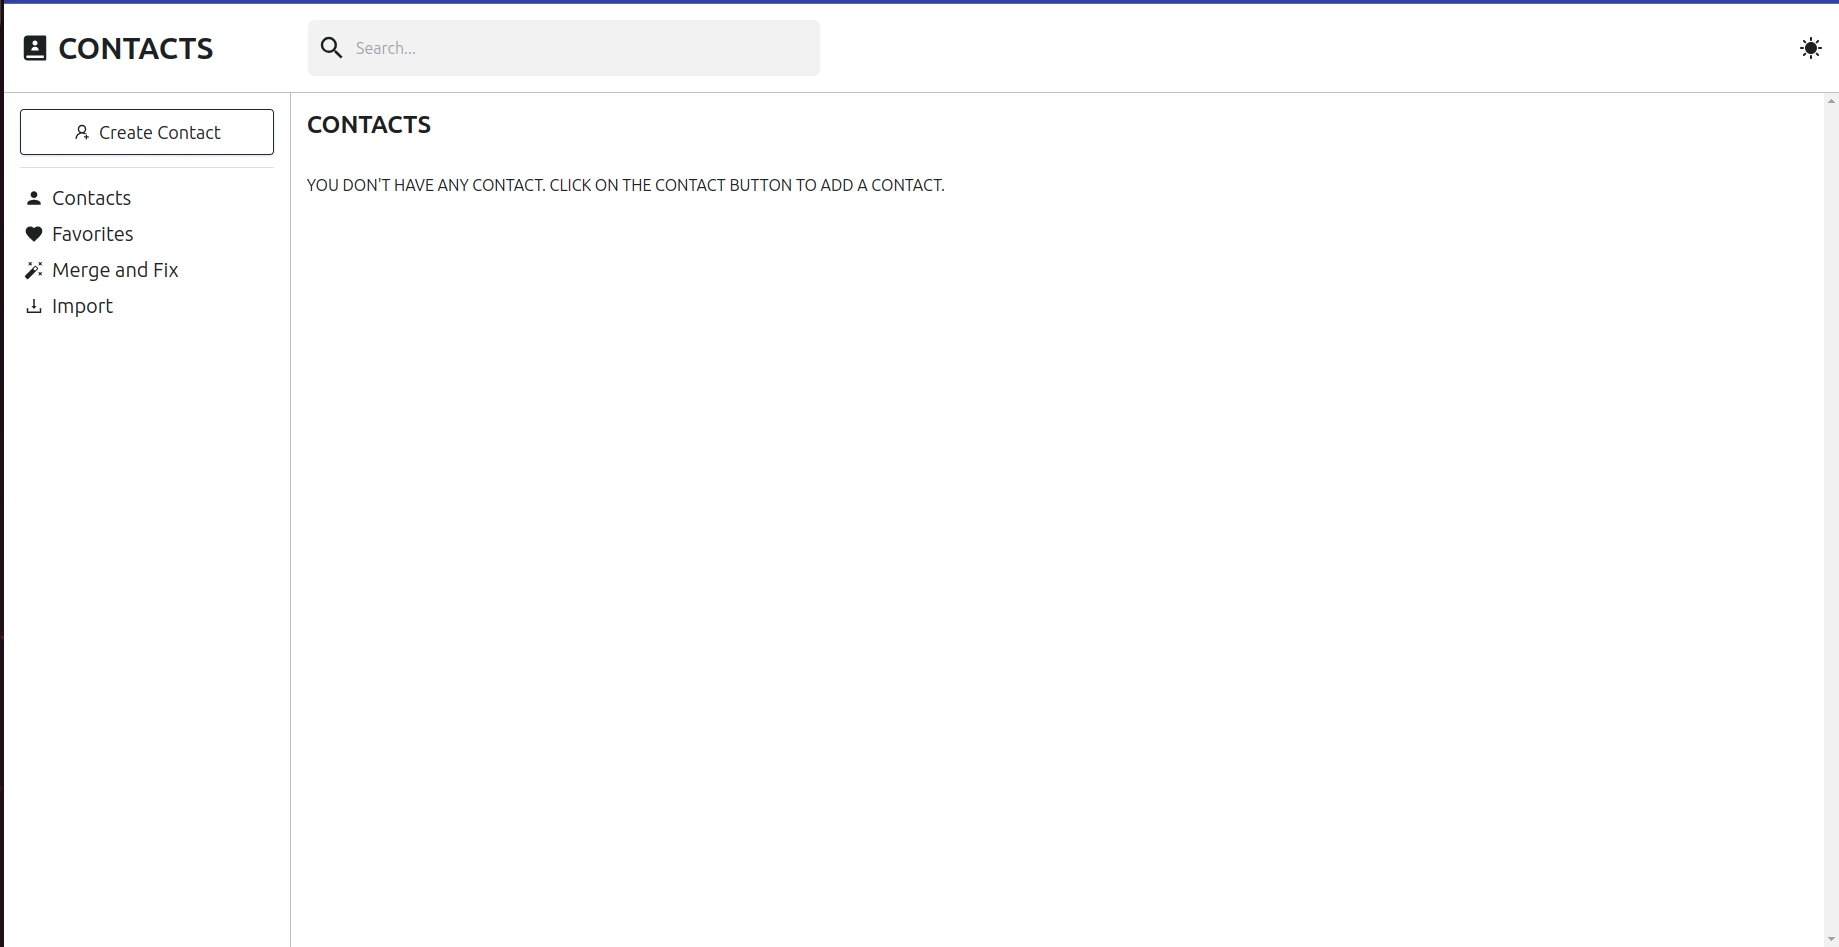 CONTACTS
Search...
Create Contact
Contacts
Favorites
Merge and Fix
Import
CONTACTS
YOU DON'T HAVE ANY CONTACT. CLICK ON THE CONTACT BUTTON TO ADD A CONTACT.